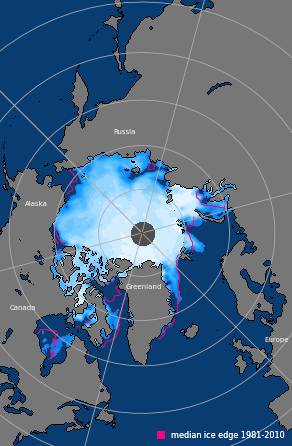 Russia
Alaska
Greenland
Canada
Europe
median ice edge 1981-2010